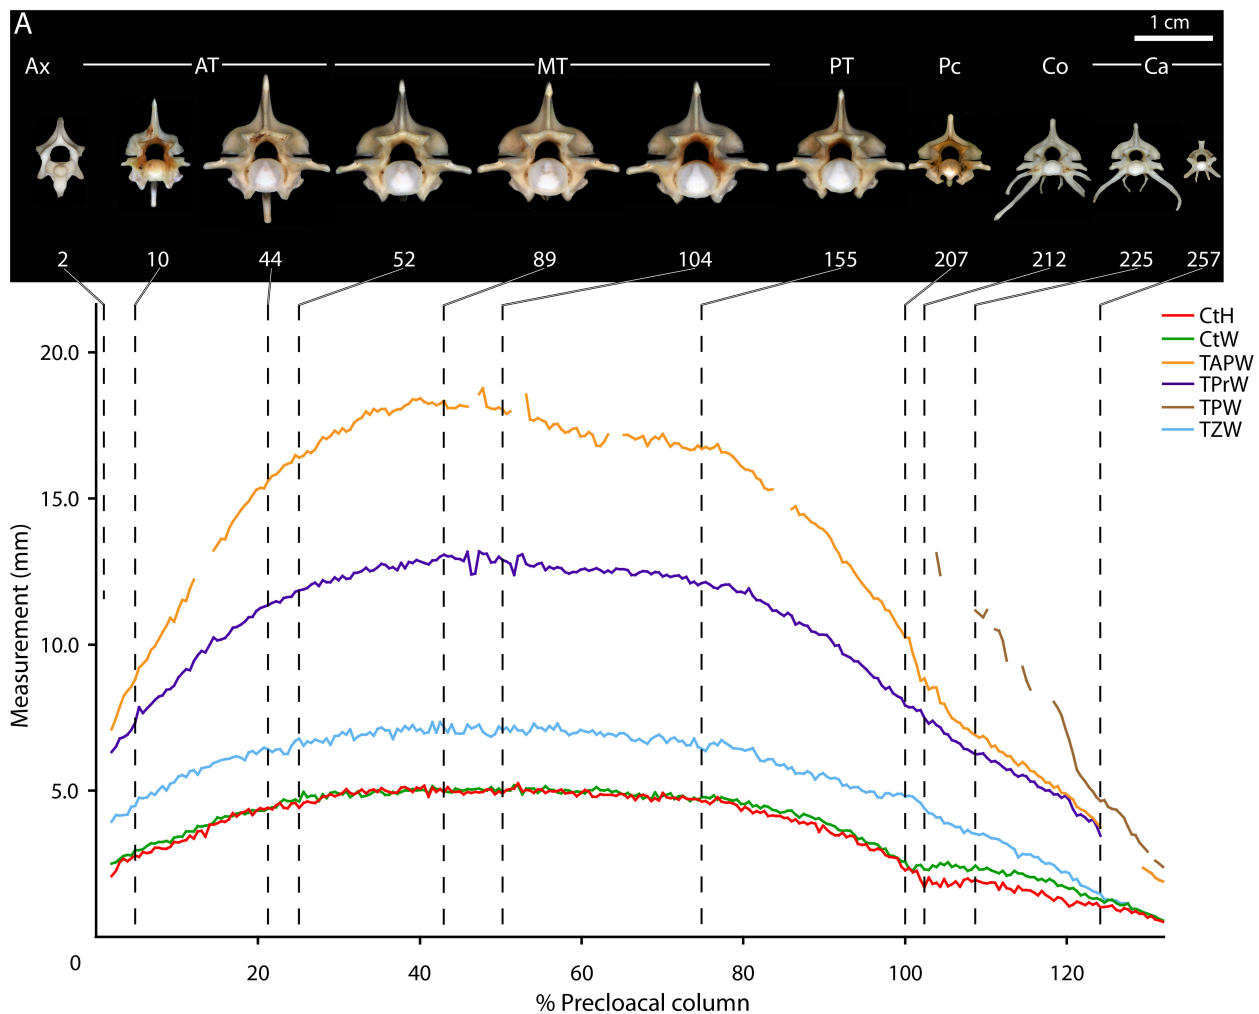 A
1 cm
Ax AT MT PT Pc Co Ca
2 10 44 52 89 104 155 207 212 225 257
CtH
CtW
TAPW
TPrW
TPW
TZW
20.0
15.0
10.0
5.0
0
Measurement (mm)
20 40 60 80 100 120
% Precloacal column